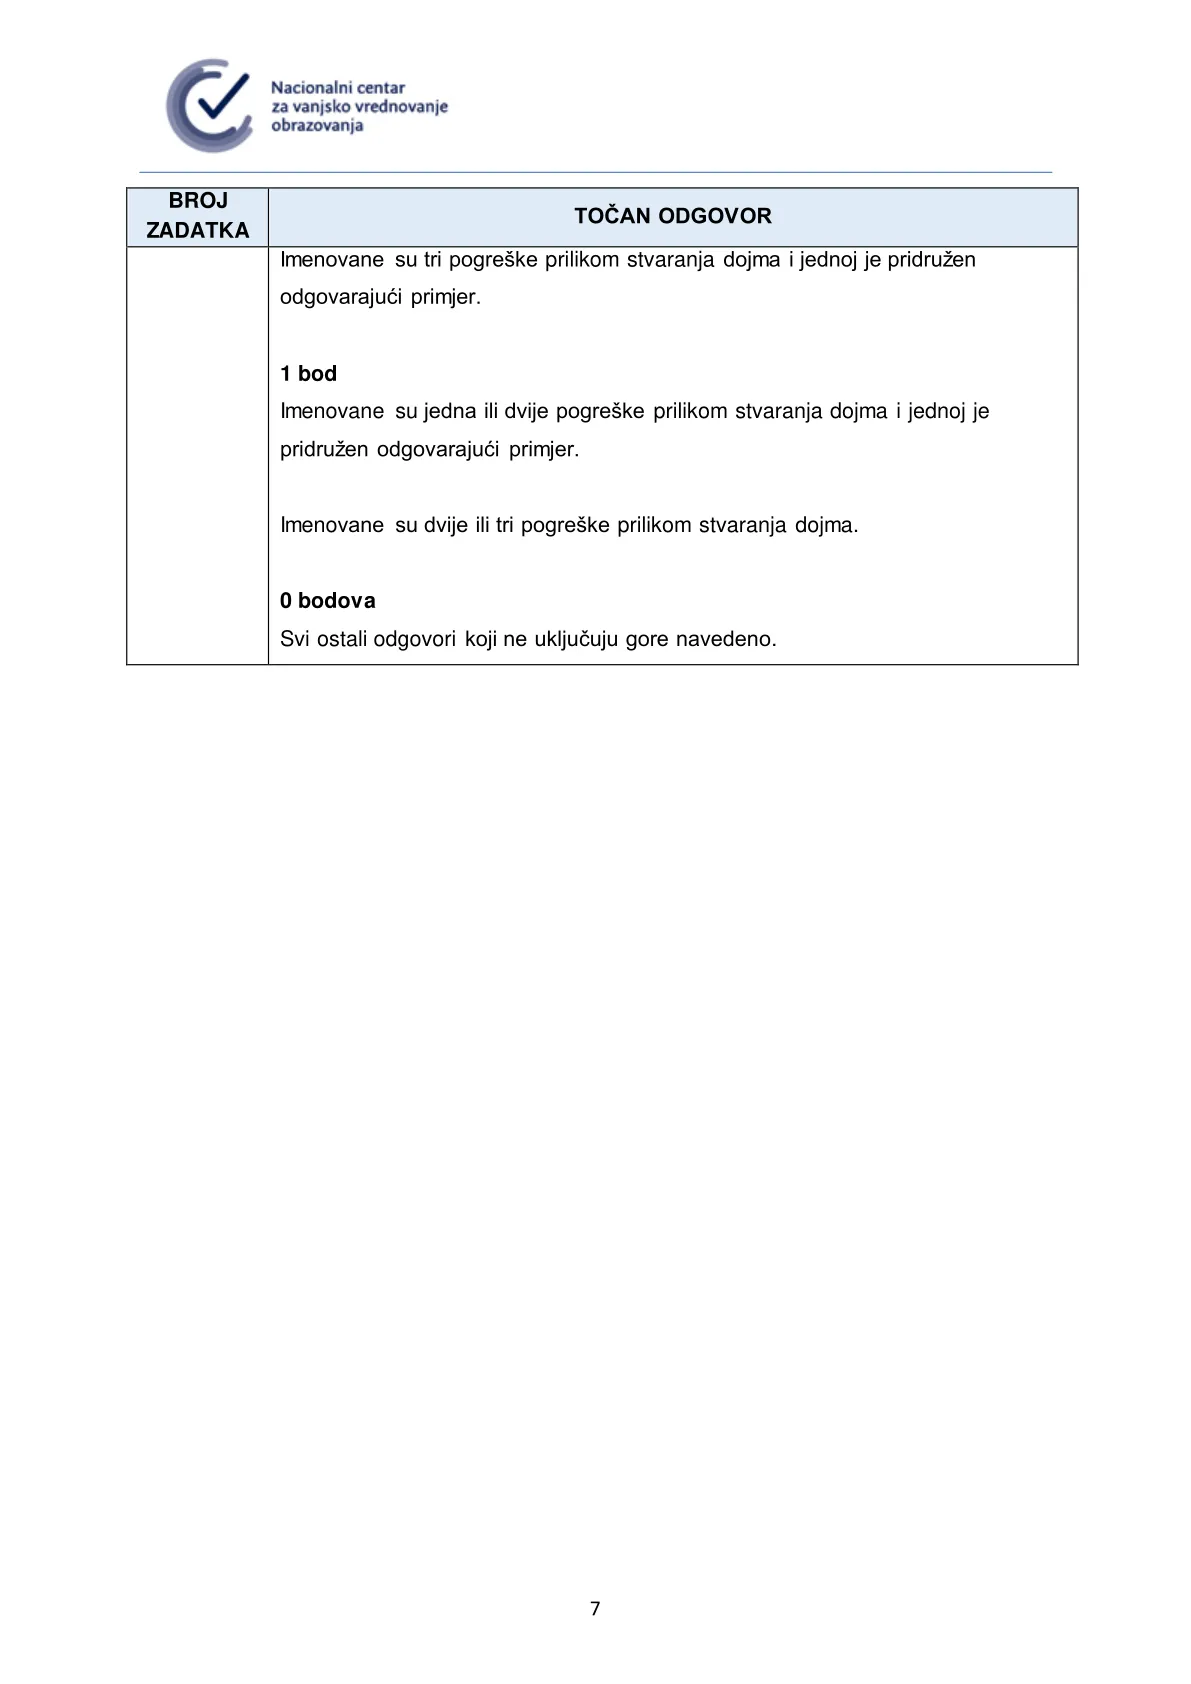 Nacionalni centar
za vanjsko vrednovanje
obrazovanja
BROJ
ZADATKA
TOČAN ODGOVOR
Imenovane su tri pogreške prilikom stvaranja dojma i jednoj je pridružen
odgovarajući primjer.
1 bod
Imenovane su jedna ili dvije pogreške prilikom stvaranja dojma i jednoj je
pridružen odgovarajući primjer.
Imenovane su dvije ili tri pogreške prilikom stvaranja dojma.
0 bodova
Svi ostali odgovori koji ne uključuju gore navedeno.
7